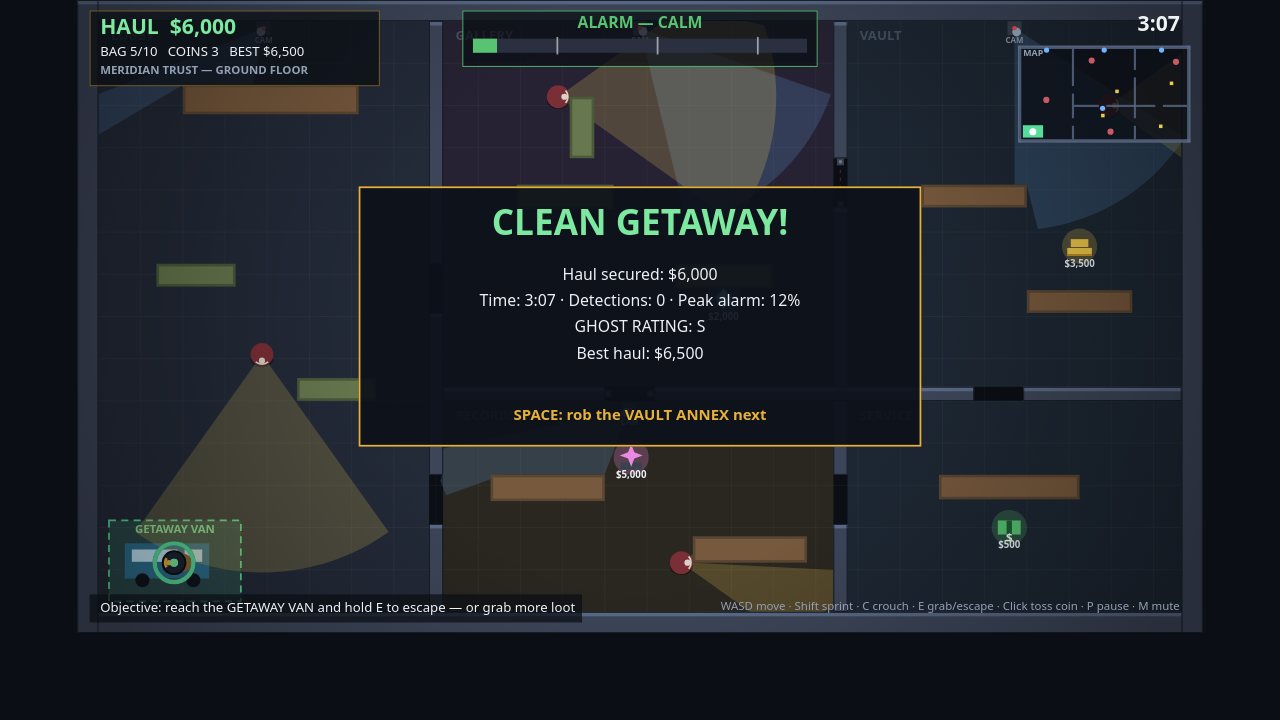 HAUL $6,000
BAG 5/10 COINS 3 BEST $6,500
MERIDIAN TRUST — GROUND FLOOR
ALARM — CALM
3:07
CAM
GALLERY
VAULT
CAM
MAP
$3,500
CLEAN GETAWAY!
Haul secured: $6,000
Time: 3:07 · Detections: 0 · Peak alarm: 12%
$2,000
GHOST RATING: S
Best haul: $6,500
SPACE: rob the VAULT ANNEX next
SERVICE
$5,000
GETAWAY VAN
$
$500
Objective: reach the GETAWAY VAN and hold E to escape — or grab more loot
WASD move · Shift sprint · C crouch · E grab/escape · Click toss coin · P pause · M mute